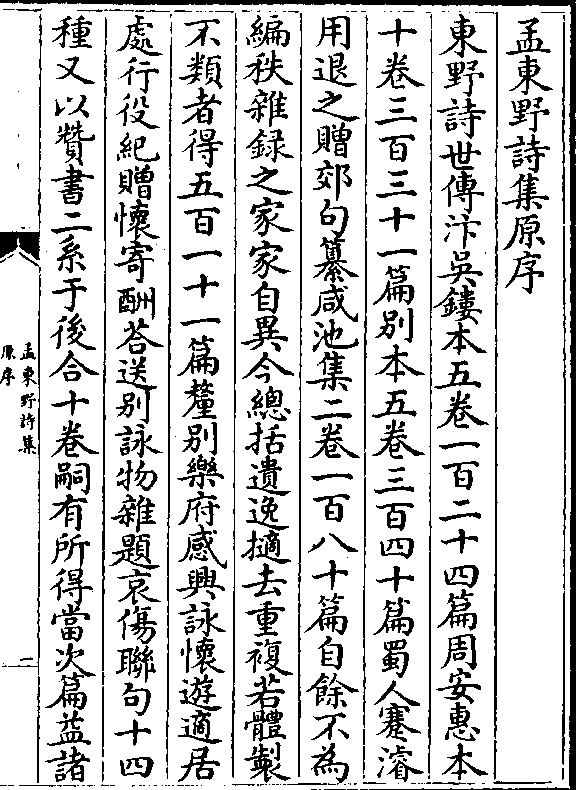 孟東野詩集原序
東野詩世傳汴吳鏤本五卷一百二十四篇周安惠本
十卷三百三十一篇别本五卷三百四十篇蜀人蹇濬
用退之贈郊句纂咸池集二卷一百八十篇自餘不為
編秩雜録之家家自異今總括遺逸擿去重複若體製
不類者得五百一十一篇釐别樂府感興詠懷遊適居
處行役紀贈懷寄酬荅送别詠物雜題哀傷聯句十四
種又以贊書二系于後合十卷嗣有所得當次篇益諸
孟東野詩集
原序
一